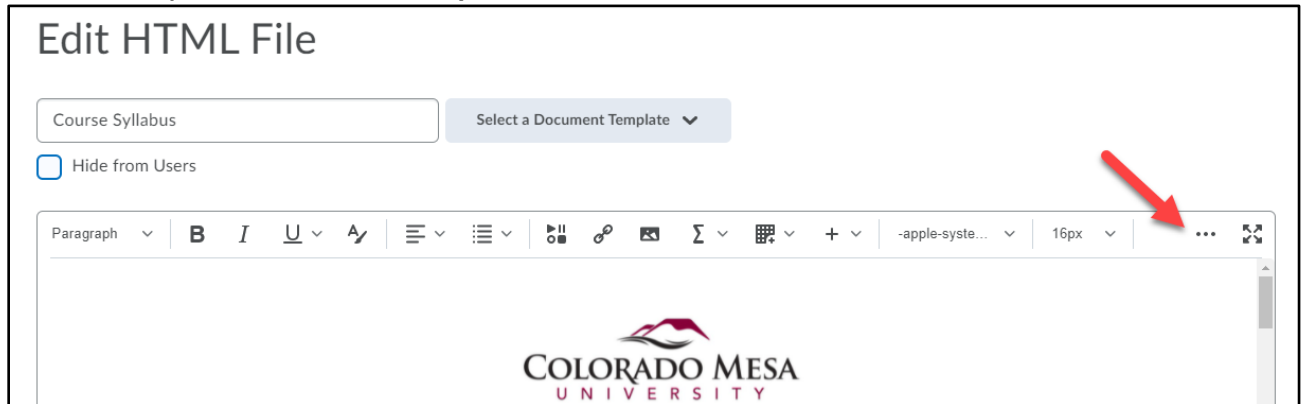 Edit HTML File
Course Syllabus
Select a Document Template
Hide from Users
Paragraph B I U A -apple-syste... 16px ...
COLORADO MESA
UNIVERSITY